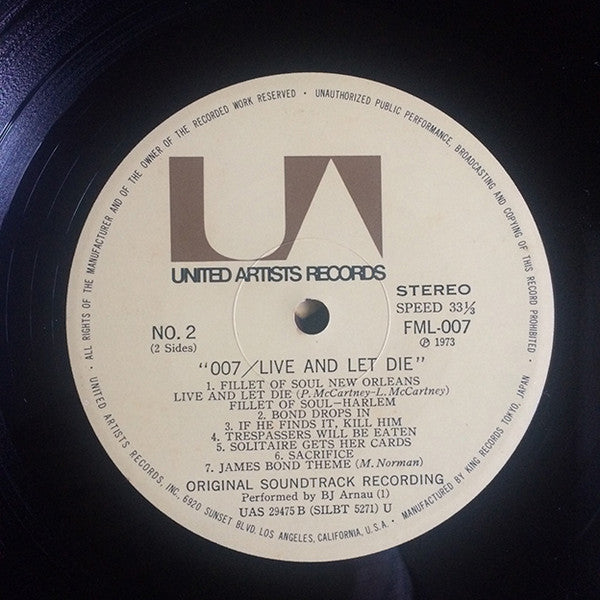 · ALL RIGHTS OF THE MANUFACTURER AND OF THE OWNER OF THE RECORDED WORK RESERVED · UNAUTHORIZED PUBLIC PERFORMANCE, BROADCASTING AND COPYING OF THIS RECORD PROHIBITED ·
UA
UNITED ARTISTS RECORDS
STEREO
SPEED 33⅓
NO. 2
FML-007
(2 Sides)
Ⓟ 1973
"007/LIVE AND LET DIE"
1. FILLET OF SOUL NEW ORLEANS
LIVE AND LET DIE (P. McCartney-L. McCartney)
FILLET OF SOUL-HARLEM
2. BOND DROPS IN
3. IF HE FINDS IT, KILL HIM
4. TRESPASSERS WILL BE EATEN
5. SOLITAIRE GETS HER CARDS
6. SACRIFICE
7. JAMES BOND THEME (M. Norman)
ORIGINAL SOUNDTRACK RECORDING
Performed by BJ Arnau (1)
UAS 29475 B (SILBT 5271) U
UNITED ARTISTS RECORDS, INC. 6920 SUNSET BLVD. LOS ANGELES, CALIFORNIA, U.S.A. · MANUFACTURED BY KING RECORDS TOKYO, JAPAN